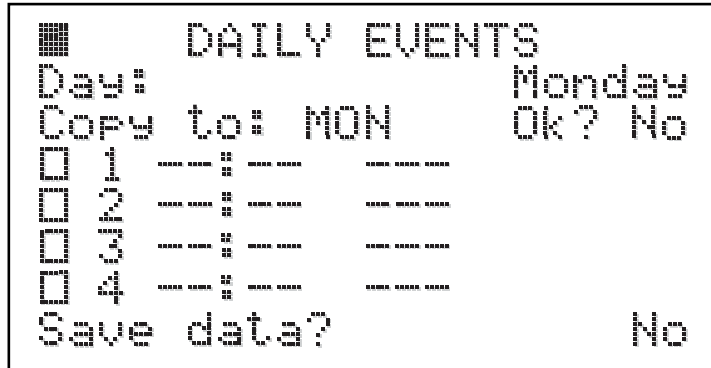 DAILY EVENTS
Day: Monday
Copy to: MON Ok? No
1 --:-- ---
2 --:-- ---
3 --:-- ---
4 --:-- ---
Save data? No